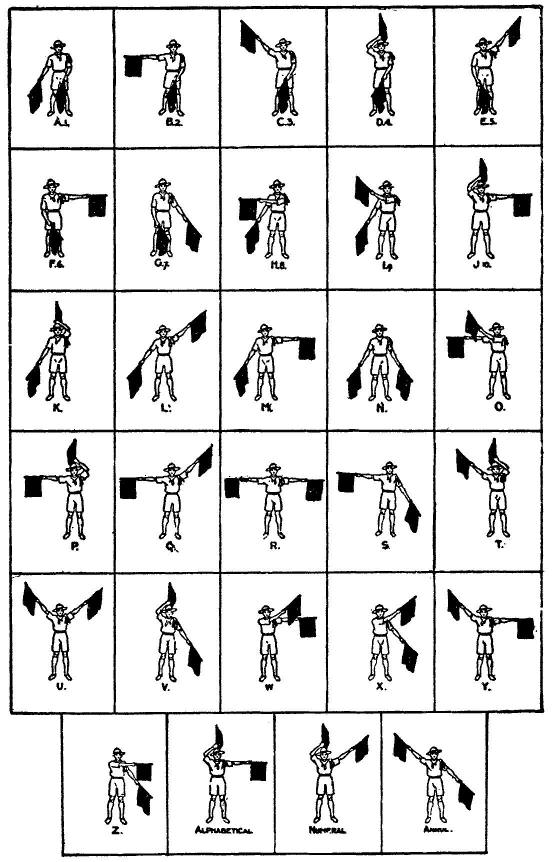 A.1. B.2. C.3. D.4. E.5.
F.6. G.7. H.8. I.9 J 10.
K. L. M. N. O.
P. Q. R. S. T.
U. V. W X. Y.
Z. ALPHABETICAL NUMERAL ANNUL.